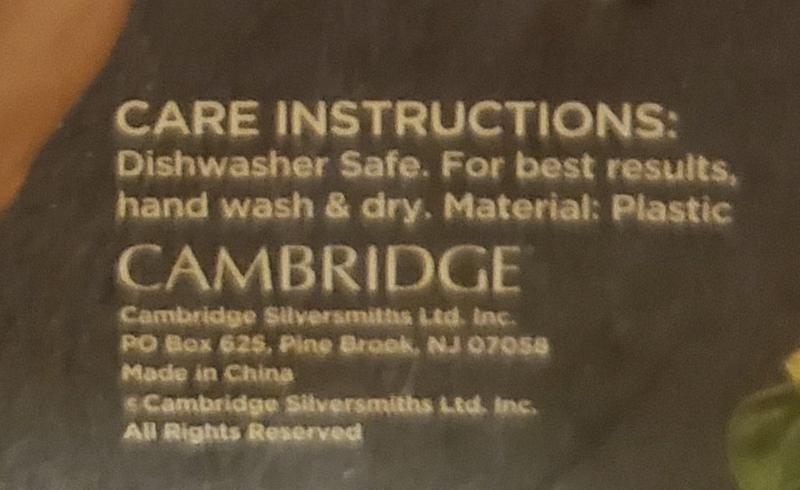 CARE INSTRUCTIONS:
Dishwasher Safe. For best results,
hand wash & dry. Material: Plastic
CAMBRIDGE
Cambridge Silversmiths Ltd. Inc.
PO Box 625, Pine Brook, NJ 07058
Made in China
©Cambridge Silversmiths Ltd. Inc.
All Rights Reserved